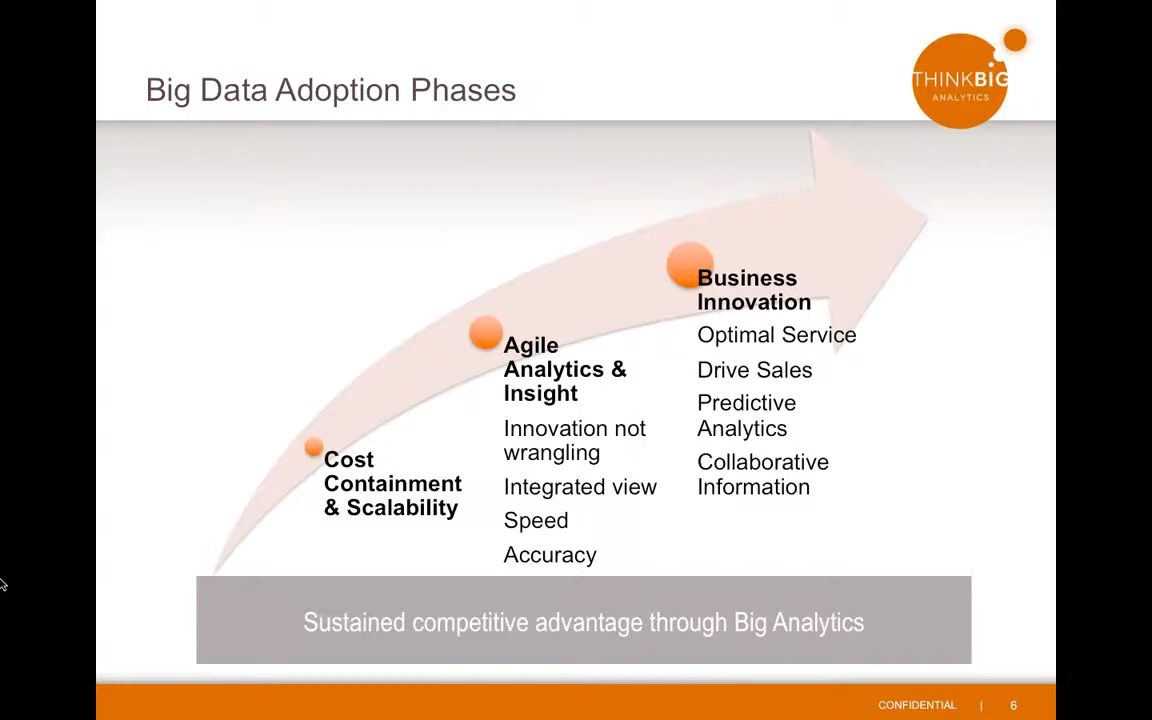 Big Data Adoption Phases
THINKBIG
ANALYTICS
Business
Innovation
Optimal Service
Drive Sales
Predictive
Analytics
Collaborative
Information
Agile
Analytics &
Insight
Innovation not
wrangling
Integrated view
Speed
Accuracy
Cost
Containment
& Scalability
Sustained competitive advantage through Big Analytics
CONFIDENTIAL | 6